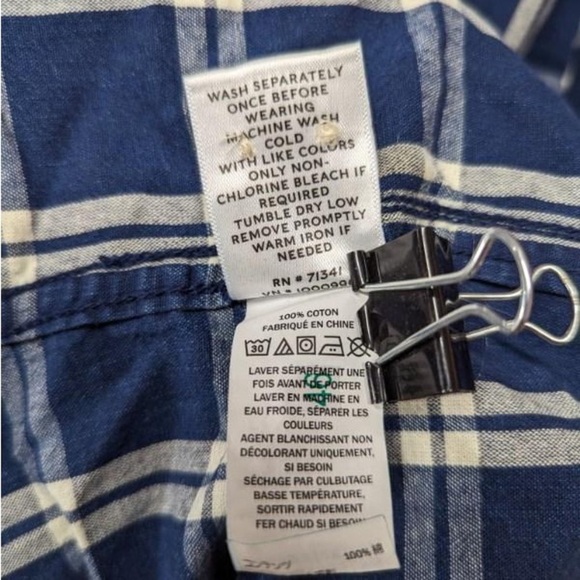 WASH SEPARATELY
ONCE BEFORE
WEARING
MACHINE WASH
COLD
WITH LIKE COLORS
ONLY NON-
CHLORINE BLEACH IF
REQUIRED
TUMBLE DRY LOW
REMOVE PROMPTLY
WARM IRON IF
NEEDED
RN # 71341
100% COTON
FABRIQUÉ EN CHINE
30
LAVER SÉPARÉMENT UNE
FOIS AVANT DE PORTER
LAVER EN MACHINE EN
EAU FROIDE, SÉPARER LES
COULEURS
AGENT BLANCHISSANT NON
DÉCOLORANT UNIQUEMENT,
SI BESOIN
SÉCHAGE PAR CULBUTAGE
BASSE TEMPÉRATURE,
SORTIR RAPIDEMENT
FER CHAUD SI BESOIN
100%